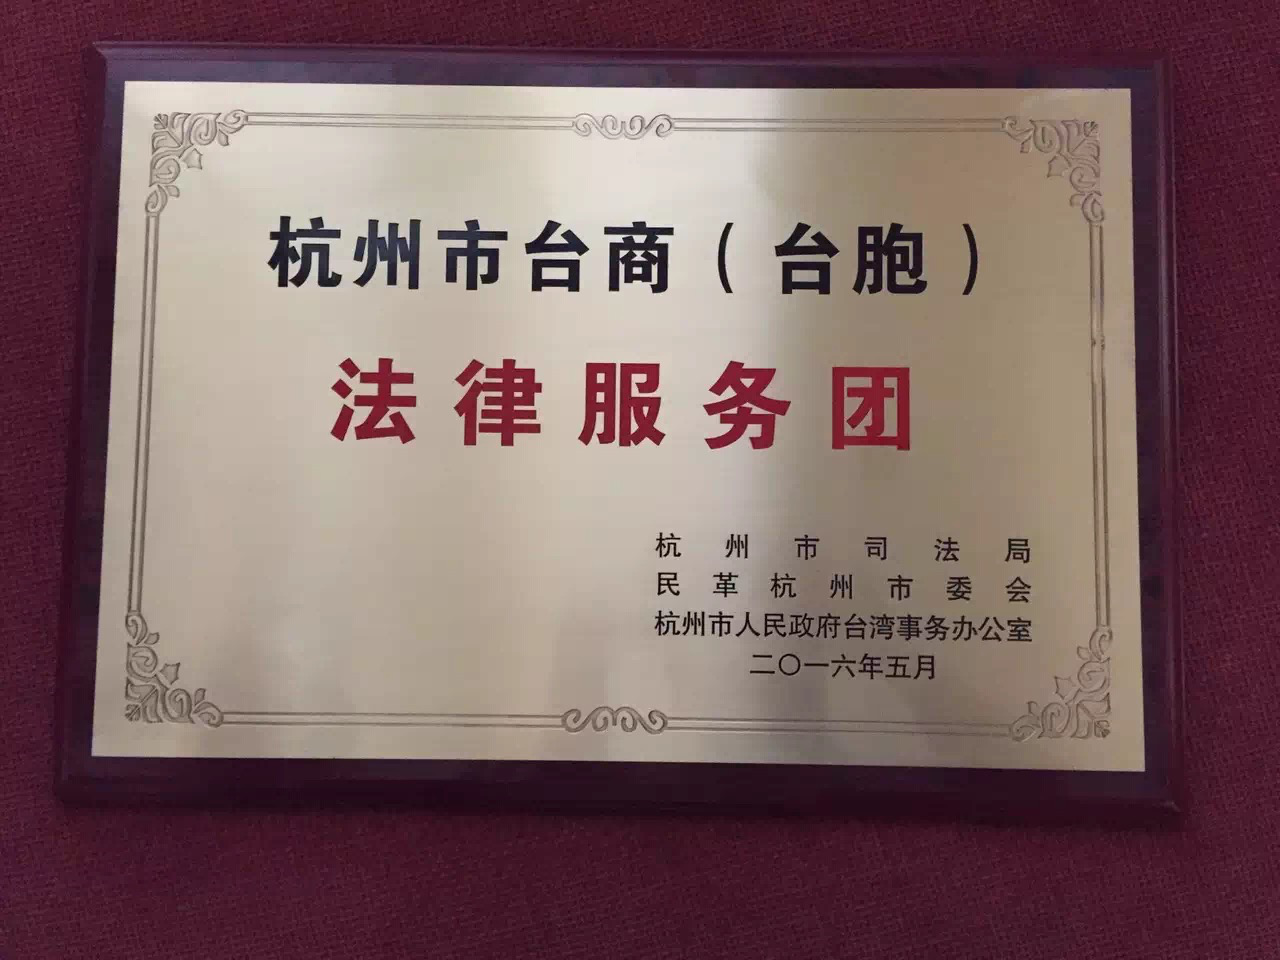 杭州市台商（台胞）
法律服务团
杭州市司法局
民革杭州市委会
杭州市人民政府台湾事务办公室
二〇一六年五月